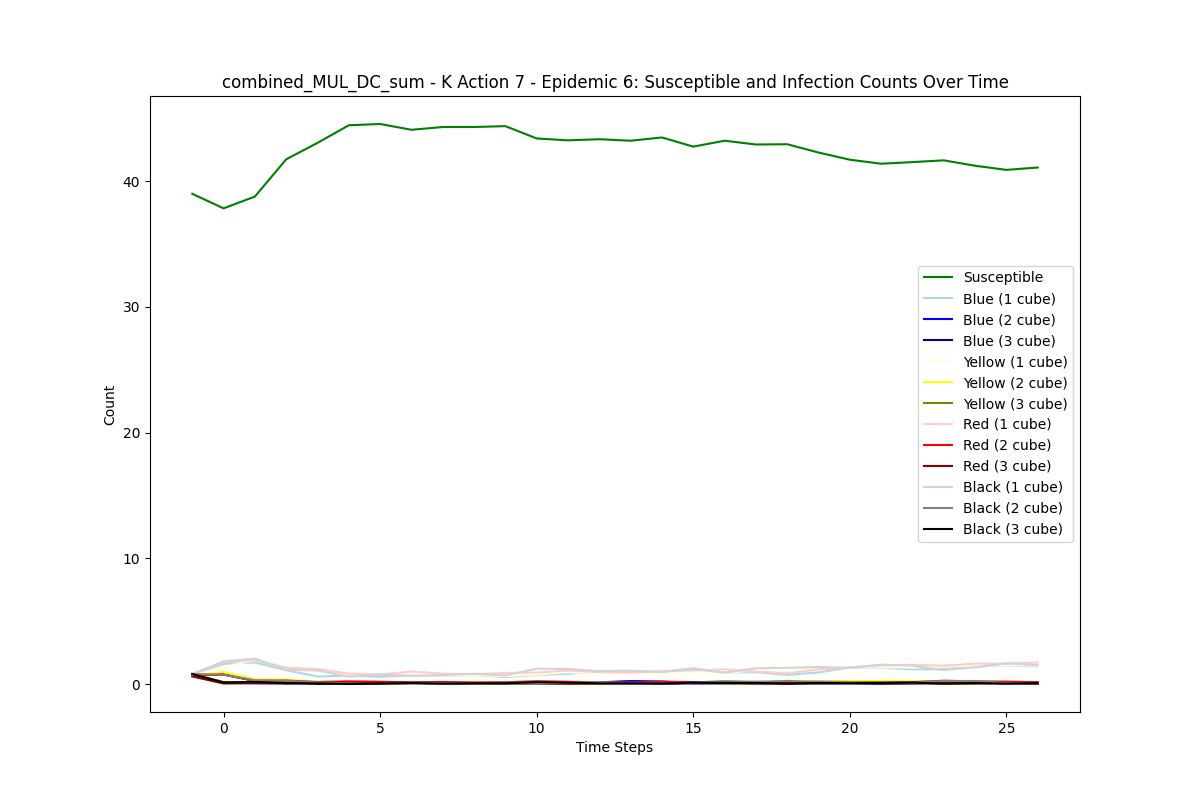 combined_MUL_DC_sum - K Action 7 - Epidemic 6: Susceptible and Infection Counts Over Time
Count
40
30
20
10
0
0 5 10 15 20 25
Time Steps
Susceptible
Blue (1 cube)
Blue (2 cube)
Blue (3 cube)
Yellow (1 cube)
Yellow (2 cube)
Yellow (3 cube)
Red (1 cube)
Red (2 cube)
Red (3 cube)
Black (1 cube)
Black (2 cube)
Black (3 cube)